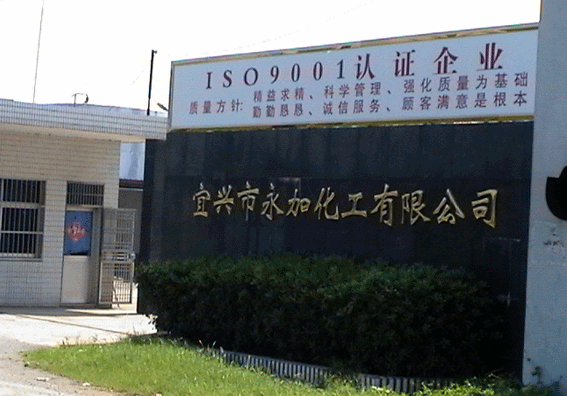 ISO9001认证企业
质量方针:
精益求精、科学管理、强化质量为基础
勤勤恳恳、诚信服务、顾客满意是根本
宜兴市永加化工有限公司